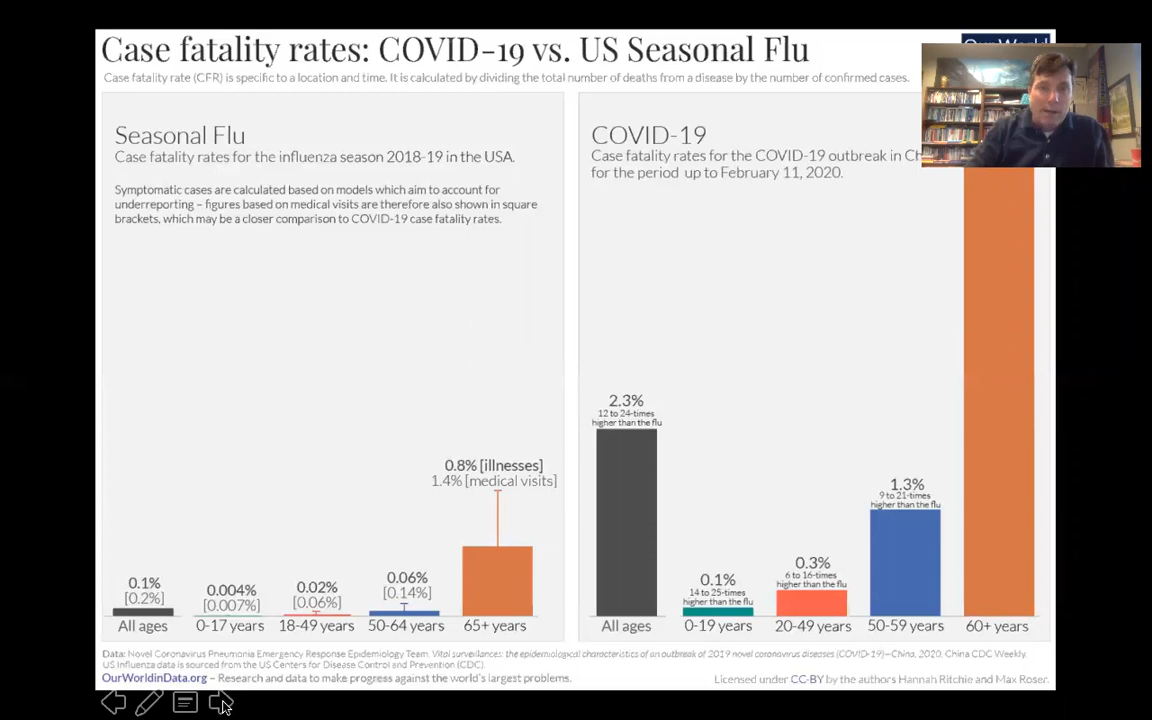 Case fatality rates: COVID-19 vs. US Seasonal Flu
Case fatality rate (CFR) is specific to a location and time. It is calculated by dividing the total number of deaths from a disease by the number of confirmed cases.
Seasonal Flu
Case fatality rates for the influenza season 2018-19 in the USA.
Symptomatic cases are calculated based on models which aim to account for
underreporting – figures based on medical visits are therefore also shown in square
brackets, which may be a closer comparison to COVID-19 case fatality rates.
0.8% [illnesses]
1.4% [medical visits]
0.1%
[0.2%]
0.004%
[0.007%]
0.02%
[0.06%]
0.06%
[0.14%]
All ages
0-17 years
18-49 years
50-64 years
65+ years
COVID-19
Case fatality rates for the COVID-19 outbreak in Ch
for the period up to February 11, 2020.
2.3%
12 to 24-times
higher than the flu
0.1%
14 to 25-times
higher than the flu
0.3%
6 to 16-times
higher than the flu
1.3%
9 to 21-times
higher than the flu
All ages
0-19 years
20-49 years
50-59 years
60+ years
Data: Novel Coronavirus Pneumonia Emergency Response Epidemiology Team. Vital surveillances: the epidemiological characteristics of an outbreak of 2019 novel coronavirus diseases (COVID-19)—China, 2020. China CDC Weekly.
US Influenza data is sourced from the US Centers for Disease Control and Prevention (CDC).
OurWorldinData.org – Research and data to make progress against the world's largest problems.
Licensed under CC-BY by the authors Hannah Ritchie and Max Roser.